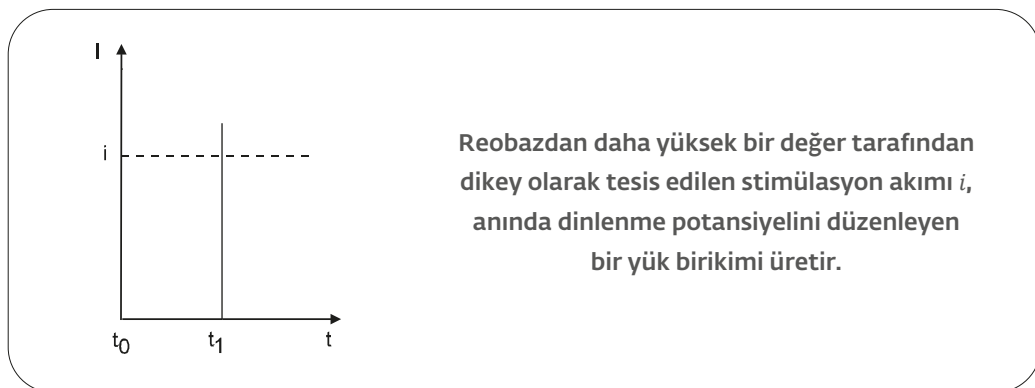 I
i
t0
t1
t
Reobazdan daha yüksek bir değer tarafından
dikey olarak tesis edilen stimülasyon akımı i,
anında dinlenme potansiyelini düzenleyen
bir yük birikimi üretir.